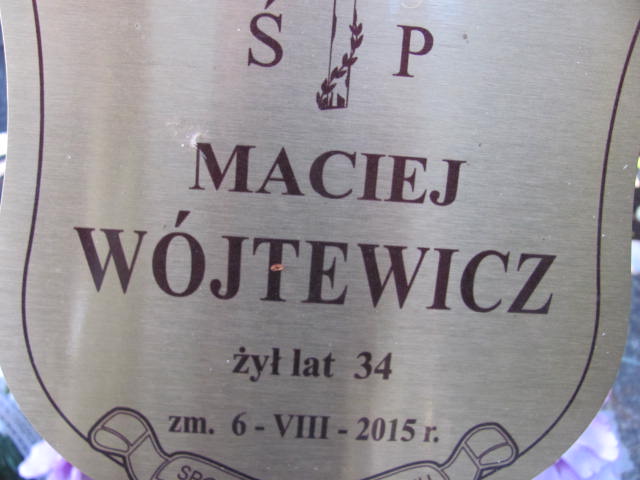 Ś P
MACIEJ
WÓJTEWICZ
żył lat 34
zm. 6 - VIII - 2015 r.